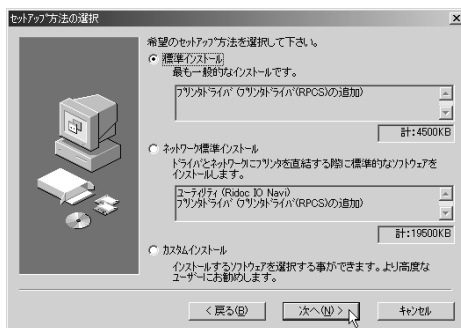 セットアップ方法の選択
希望のセットアップ方法を選択して下さい。
標準インストール
最も一般的なインストールです。
プリンタドライバ (プリンタドライバ(RPCS)の追加)
計:4500KB
ネットワーク標準インストール
ドライバとネットワークにプリンタを直結する際に標準的なソフトウェアを
インストールします。
ユーティリティ (Ridoc IO Navi)
プリンタドライバ (プリンタドライバ(RPCS)の追加)
計:19500KB
カスタムインストール
インストールするソフトウェアを選択する事ができます。より高度な
ユーザーにお勧めします。
< 戻る(B)
次へ(N) >
キャンセル